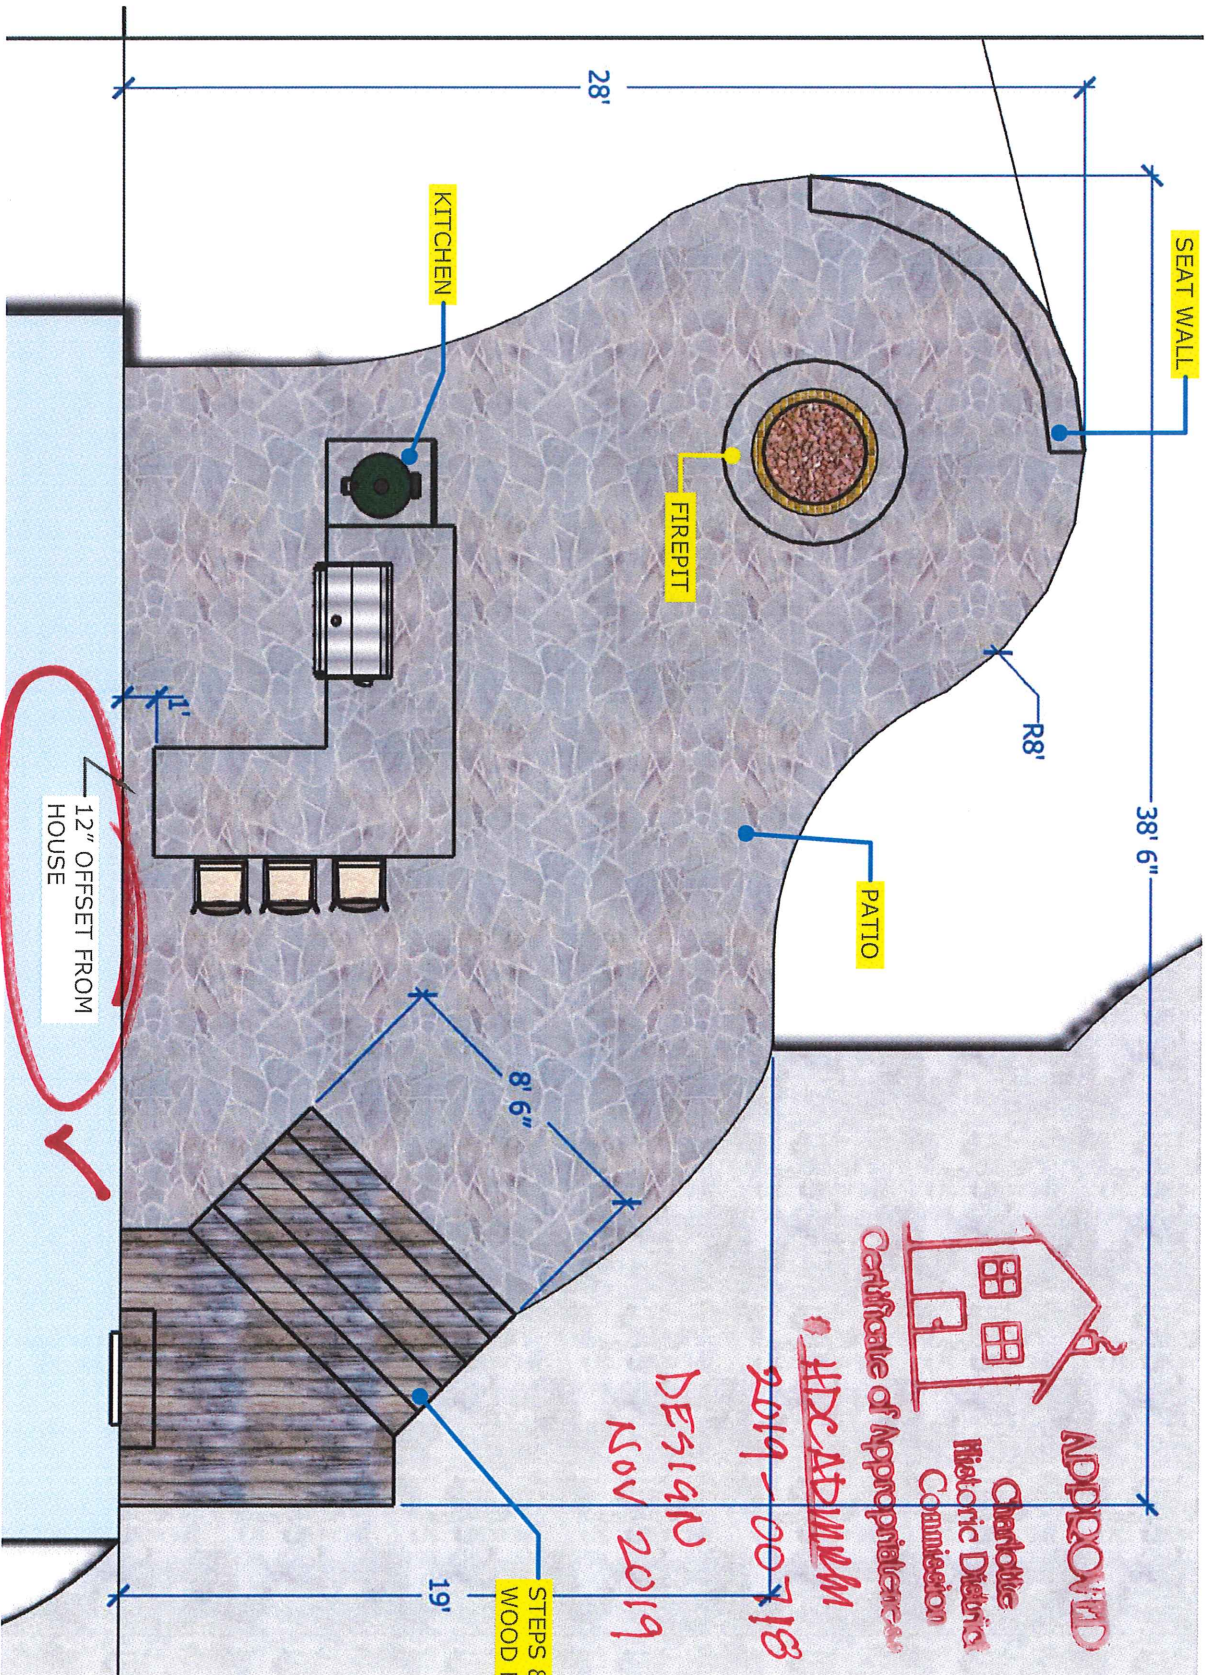 SEAT WALL
28'
38' 6"
KITCHEN
FIREPIT
R8'
PATIO
1'
12" OFFSET FROM
HOUSE
8' 6"
19'
STEPS &
WOOD
APPROVED
Charlotte
Historic District
Commission
Certificate of Appropriateness
HDCADMRM
2019-00718
DESIGN
NOV 2019